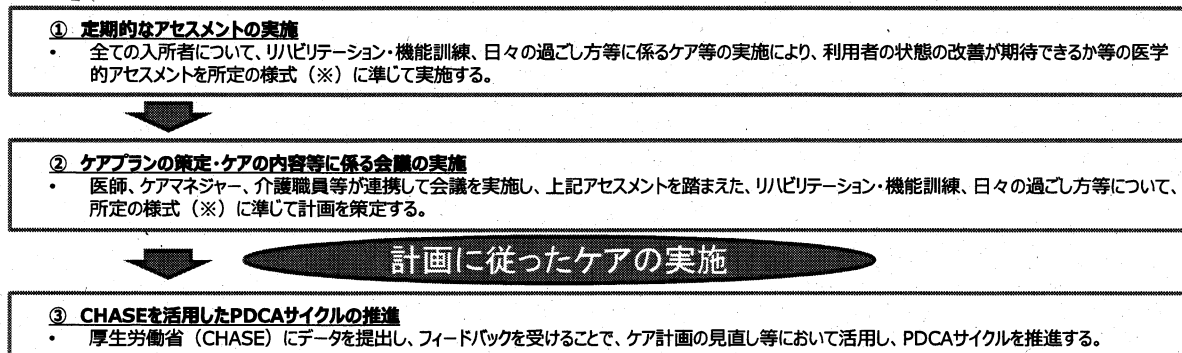 ① 定期的なアセスメントの実施
・ 全ての入所者について、リハビリテーション・機能訓練、日々の過ごし方等に係るケア等の実施により、利用者の状態の改善が期待できるか等の医学
的アセスメントを所定の様式（※）に準じて実施する。
② ケアプランの策定・ケアの内容等に係る会議の実施
・ 医師、ケアマネジャー、介護職員等が連携して会議を実施し、上記アセスメントを踏まえた、リハビリテーション・機能訓練、日々の過ごし方等について、
所定の様式（※）に準じて計画を策定する。
計画に従ったケアの実施
③ CHASEを活用したPDCAサイクルの推進
・ 厚生労働省（CHASE）にデータを提出し、フィードバックを受けることで、ケア計画の見直し等において活用し、PDCAサイクルを推進する。